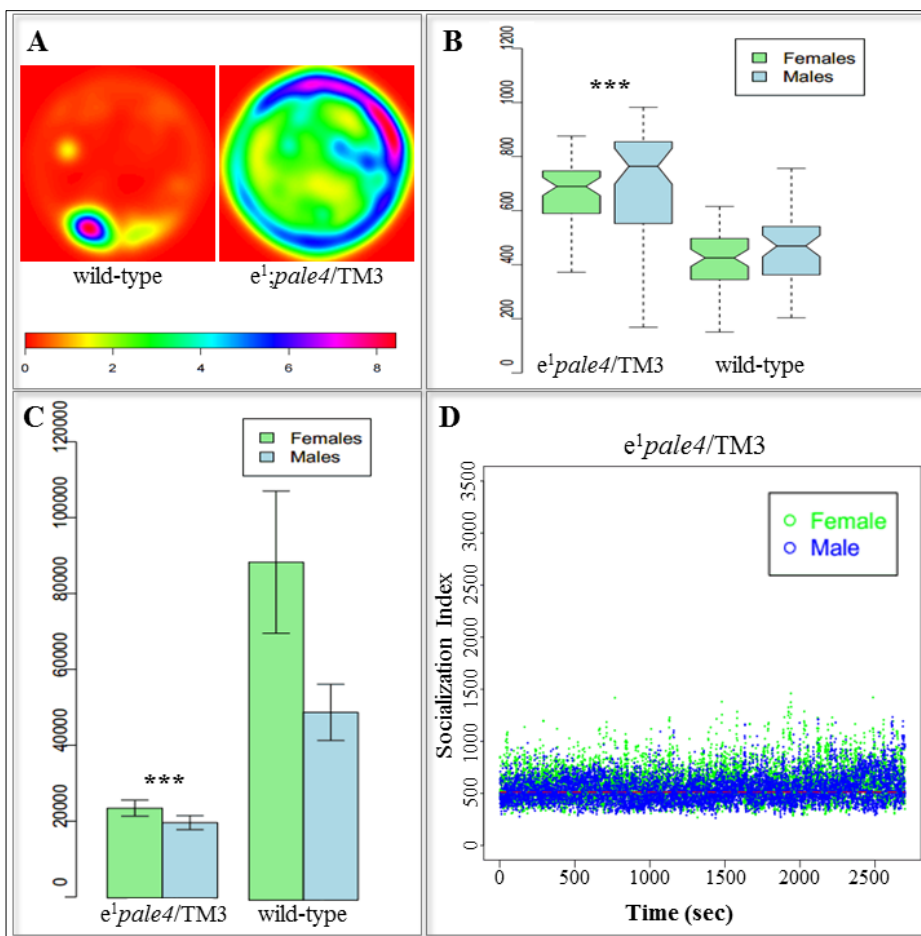 A
wild-type
e¹;pale4/TM3
0 2 4 6 8
B
Females
Males
***
1200
1000
800
600
400
200
0
e¹pale4/TM3
wild-type
C
Females
Males
120000
100000
80000
60000
40000
20000
0
***
e¹pale4/TM3
wild-type
D
e¹pale4/TM3
Female
Male
Socialization Index
3500
3000
2500
2000
1500
1000
500
0
0 500 1000 1500 2000 2500
Time (sec)